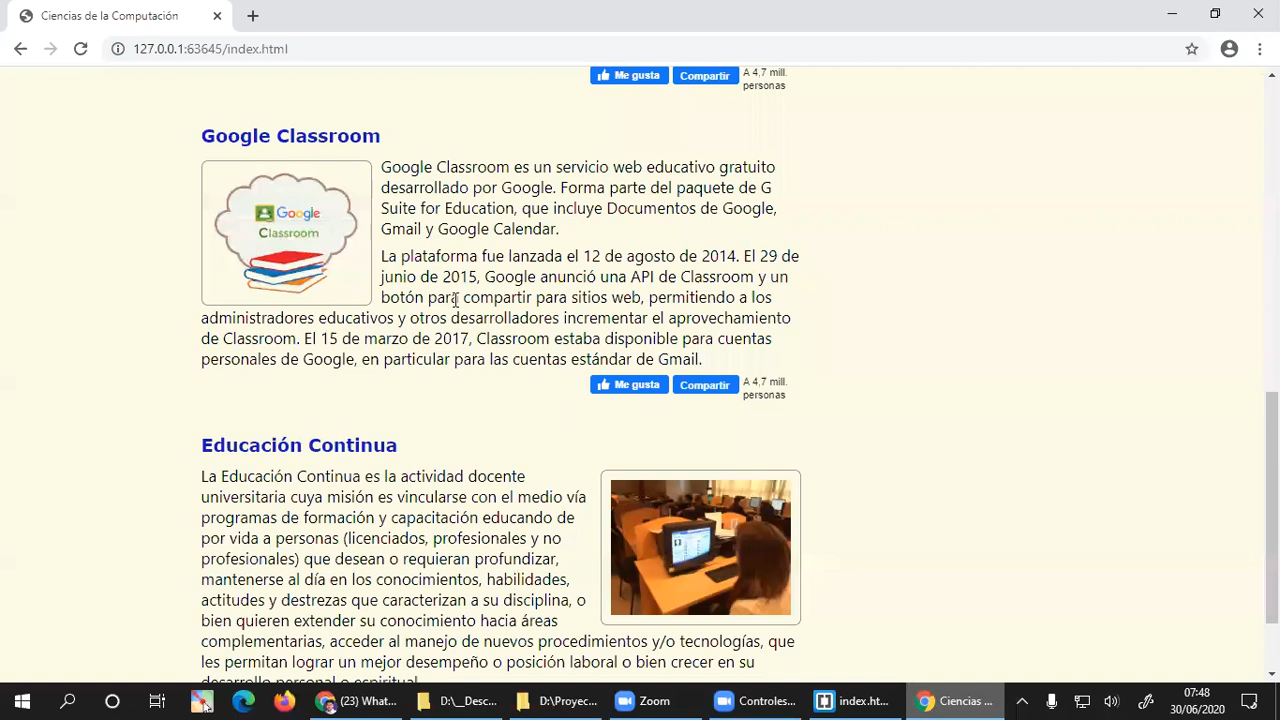 Ciencias de la Computación
127.0.0.1:63645/index.html
Me gusta Compartir A 4,7 mill. personas
Google Classroom
Google Classroom
Google Classroom es un servicio web educativo gratuito
desarrollado por Google. Forma parte del paquete de G
Suite for Education, que incluye Documentos de Google,
Gmail y Google Calendar.
La plataforma fue lanzada el 12 de agosto de 2014. El 29 de
junio de 2015, Google anunció una API de Classroom y un
botón para compartir para sitios web, permitiendo a los
administradores educativos y otros desarrolladores incrementar el aprovechamiento
de Classroom. El 15 de marzo de 2017, Classroom estaba disponible para cuentas
personales de Google, en particular para las cuentas estándar de Gmail.
Me gusta Compartir A 4,7 mill. personas
Educación Continua
La Educación Continua es la actividad docente
universitaria cuya misión es vincularse con el medio vía
programas de formación y capacitación educando de
por vida a personas (licenciados, profesionales y no
profesionales) que desean o requieran profundizar,
mantenerse al día en los conocimientos, habilidades,
actitudes y destrezas que caracterizan a su disciplina, o
bien quieren extender su conocimiento hacia áreas
complementarias, acceder al manejo de nuevos procedimientos y/o tecnologías, que
les permitan lograr un mejor desempeño o posición laboral o bien crecer en su
desarrollo personal o espiritual.
(23) What... D:\__Desc... D:\Proyec... Zoom Controles... index.ht... Ciencias ... 07:48
30/06/2020